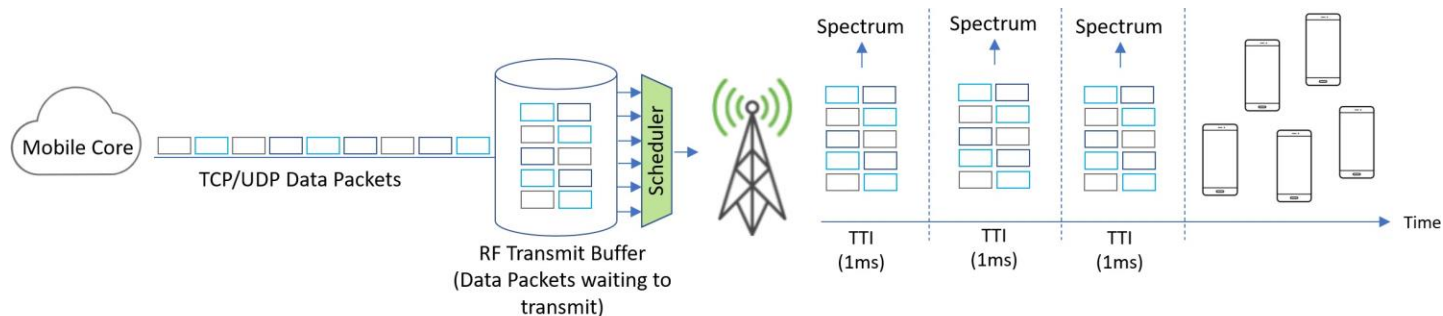 Mobile Core
TCP/UDP Data Packets
RF Transmit Buffer
(Data Packets waiting to
transmit)
Scheduler
Spectrum
Spectrum
Spectrum
TTI
(1ms)
TTI
(1ms)
TTI
(1ms)
Time